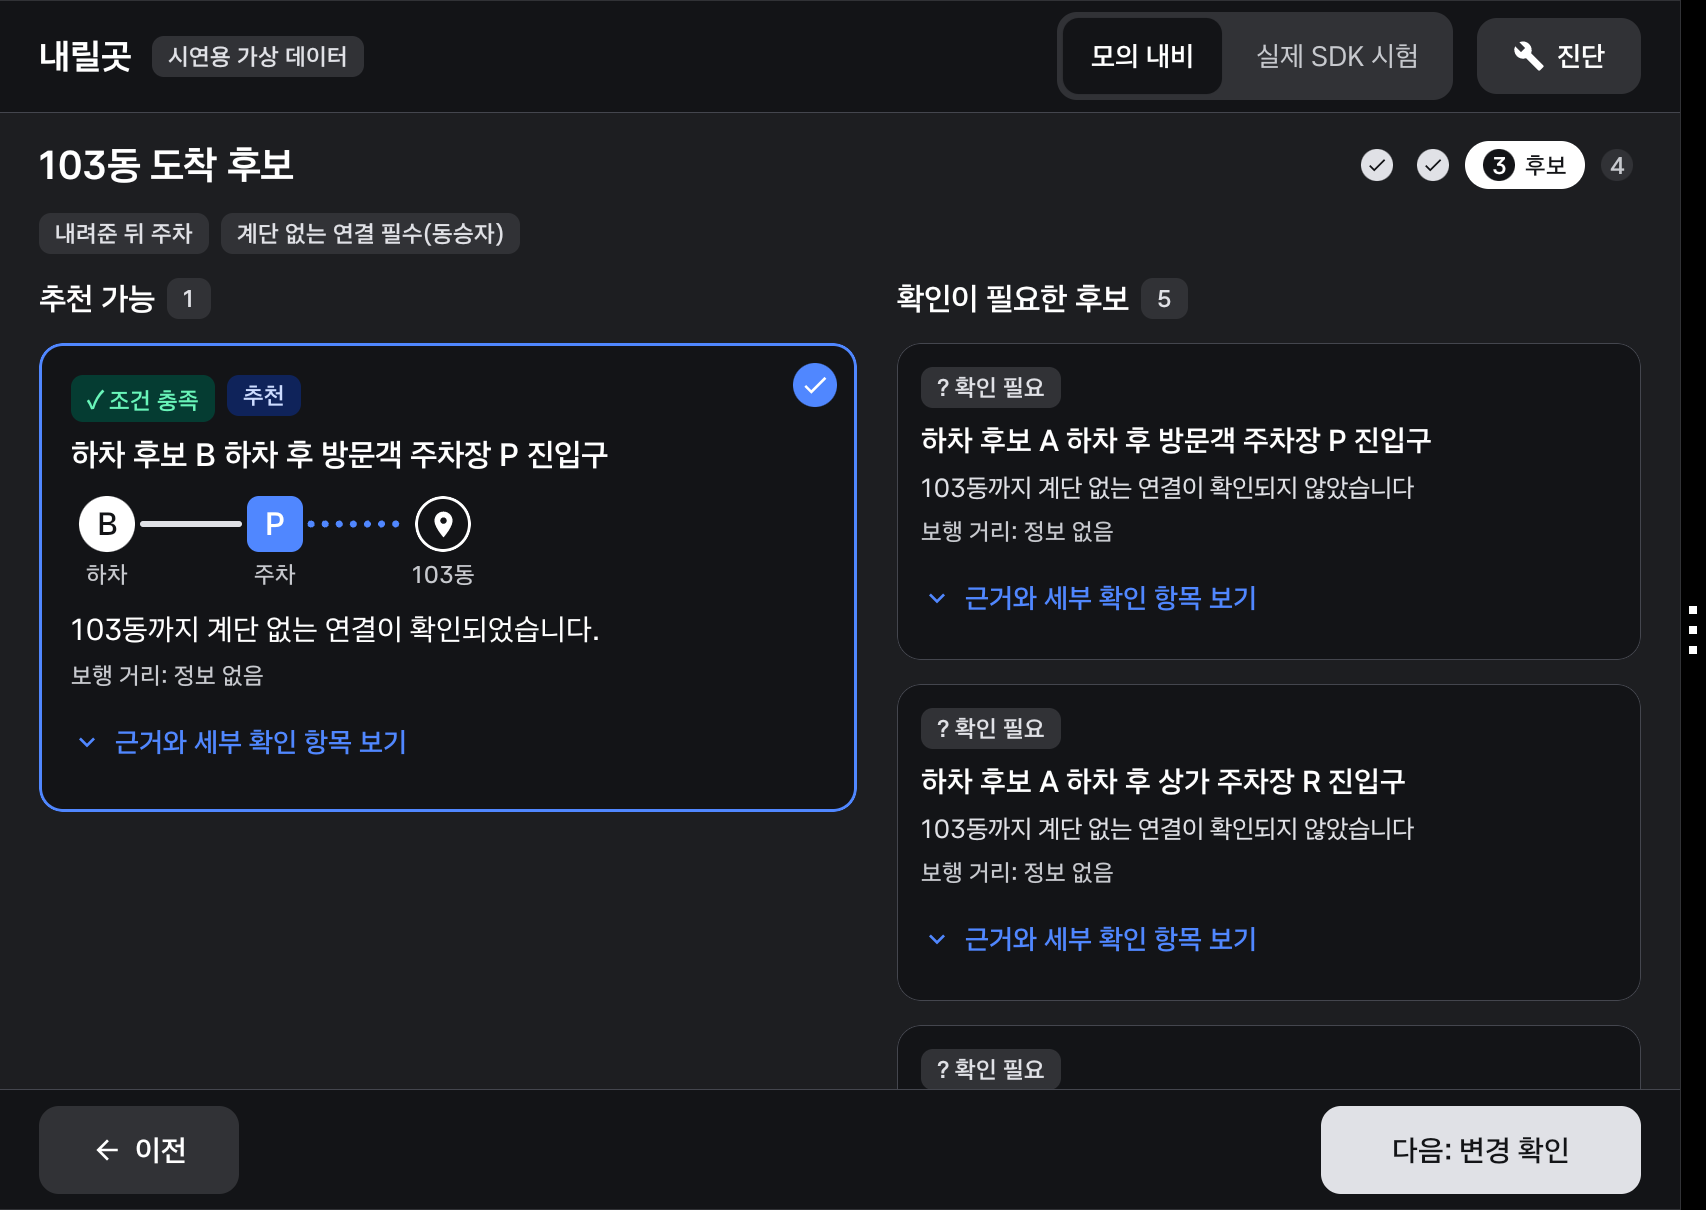 내릴곳
시연용 가상 데이터
모의 내비
실제 SDK 시험
진단
103동 도착 후보
3 후보
4
내려준 뒤 주차
계단 없는 연결 필수(동승자)
추천 가능 1
✓조건 충족
추천
하차 후보 B 하차 후 방문객 주차장 P 진입구
B
P
하차
주차
103동
103동까지 계단 없는 연결이 확인되었습니다.
보행 거리: 정보 없음
근거와 세부 확인 항목 보기
확인이 필요한 후보 5
? 확인 필요
하차 후보 A 하차 후 방문객 주차장 P 진입구
103동까지 계단 없는 연결이 확인되지 않았습니다
보행 거리: 정보 없음
근거와 세부 확인 항목 보기
? 확인 필요
하차 후보 A 하차 후 상가 주차장 R 진입구
103동까지 계단 없는 연결이 확인되지 않았습니다
보행 거리: 정보 없음
근거와 세부 확인 항목 보기
? 확인 필요
← 이전
다음: 변경 확인